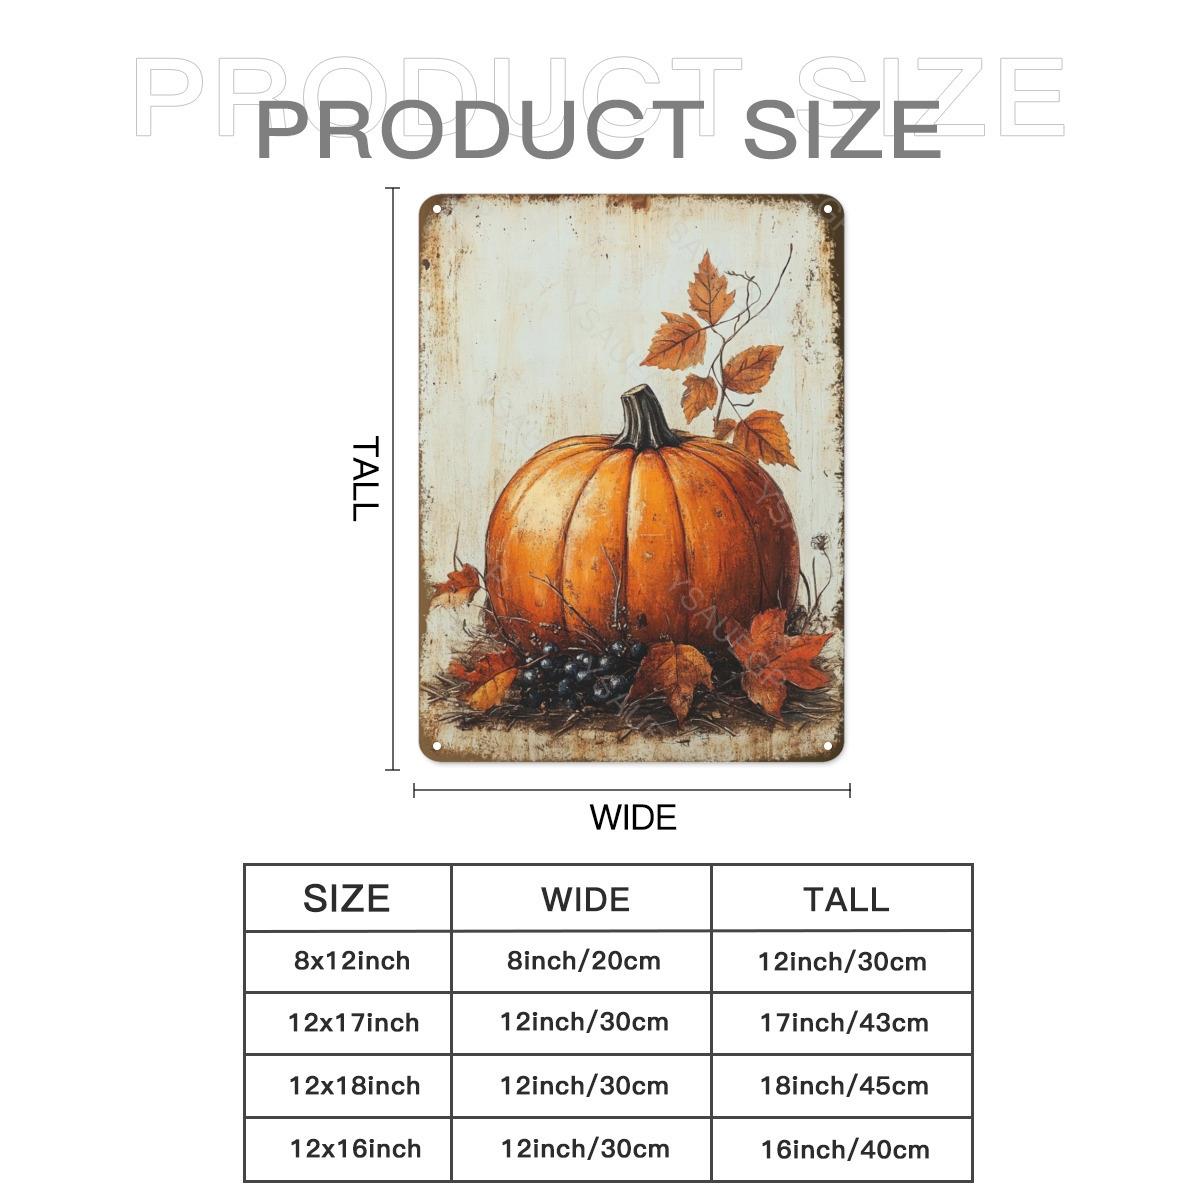 PRODUCT SIZE
PRODUCT SIZE
TALL
WIDE
SIZE WIDE TALL
8x12inch 8inch/20cm 12inch/30cm
12x17inch 12inch/30cm 17inch/43cm
12x18inch 12inch/30cm 18inch/45cm
12x16inch 12inch/30cm 16inch/40cm